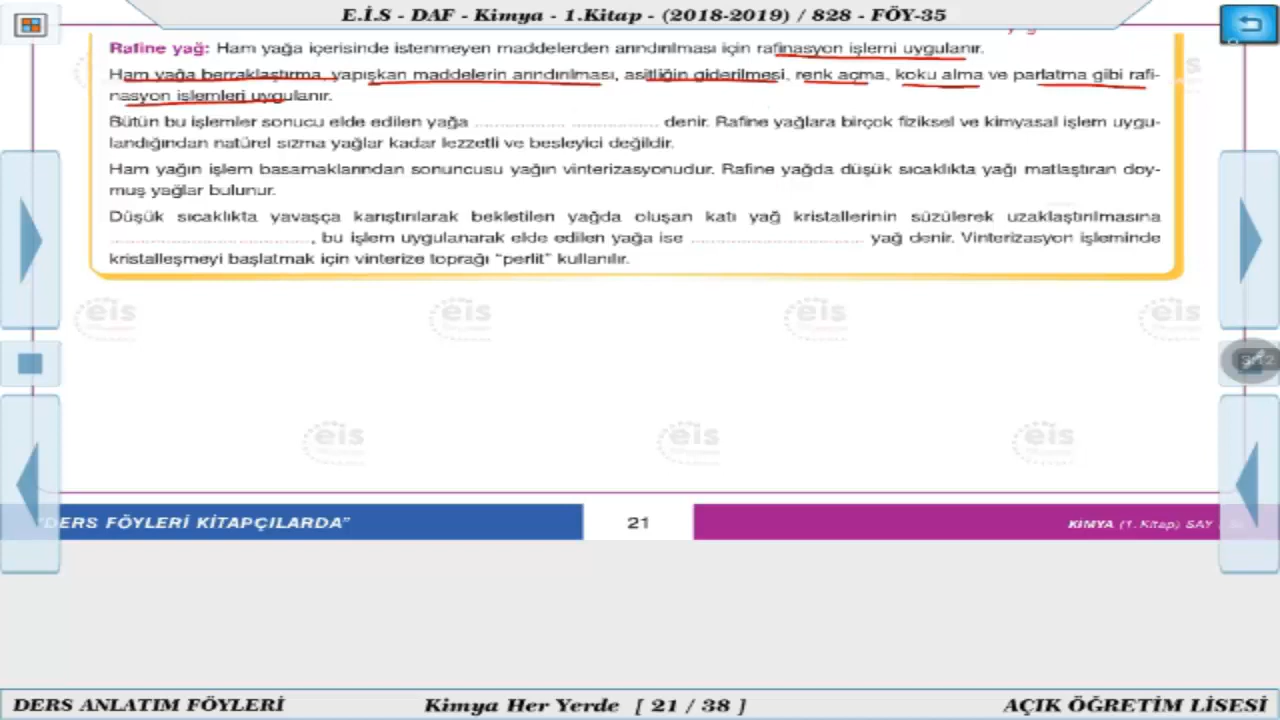 E.İ.S - DAF - Kimya - 1.Kitap - (2018-2019) / 828 - FÖY-35
Rafine yağ: Ham yağa içerisinde istenmeyen maddelerden arındırılması için rafinasyon işlemi uygulanır.
Ham yağa berraklaştırma, yapışkan maddelerin arındırılması, asitliğin giderilmesi, renk açma, koku alma ve parlatma gibi rafi-
nasyon işlemleri uygulanır.
Bütün bu işlemler sonucu elde edilen yağa ........................ ........................ denir. Rafine yağlara birçok fiziksel ve kimyasal işlem uygu-
landığından natürel sızma yağlar kadar lezzetli ve besleyici değildir.
Ham yağın işlem basamaklarından sonuncusu yağın vinterizasyonudur. Rafine yağda düşük sıcaklıkta yağı matlaştıran doy-
muş yağlar bulunur.
Düşük sıcaklıkta yavaşça karıştırılarak bekletilen yağda oluşan katı yağ kristallerinin süzülerek uzaklaştırılmasına
................................................, bu işlem uygulanarak elde edilen yağa ise ................................................ yağ denir. Vinterizasyon işleminde
kristalleşmeyi başlatmak için vinterize toprağı "perlit" kullanılır.
eis eis eis eis
eis eis eis
"DERS FÖYLERİ KİTAPÇILARDA"
21
KİMYA (1. Kitap) SAY
DERS ANLATIM FÖYLERİ
Kimya Her Yerde [ 21 / 38 ]
AÇIK ÖĞRETİM LİSESİ